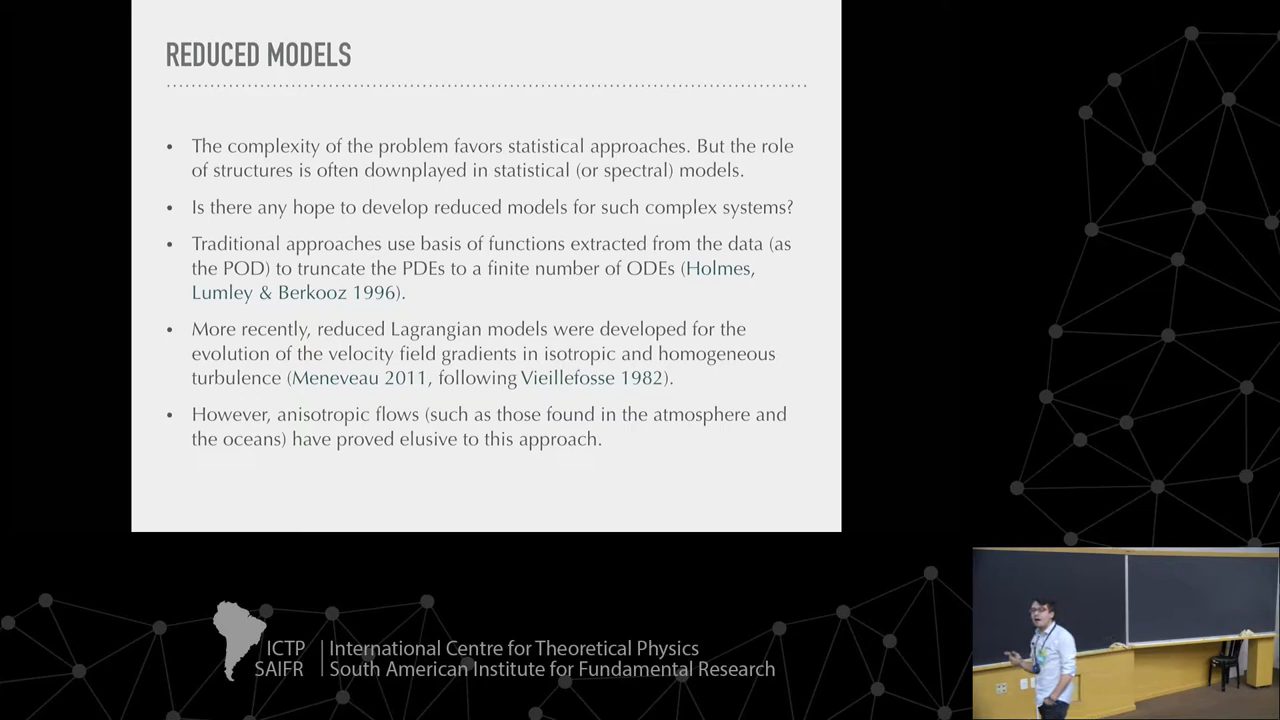 REDUCED MODELS
• The complexity of the problem favors statistical approaches. But the role
of structures is often downplayed in statistical (or spectral) models.
• Is there any hope to develop reduced models for such complex systems?
• Traditional approaches use basis of functions extracted from the data (as
the POD) to truncate the PDEs to a finite number of ODEs (Holmes,
Lumley & Berkooz 1996).
• More recently, reduced Lagrangian models were developed for the
evolution of the velocity field gradients in isotropic and homogeneous
turbulence (Meneveau 2011, following Vieillefosse 1982).
• However, anisotropic flows (such as those found in the atmosphere and
the oceans) have proved elusive to this approach.
ICTP | International Centre for Theoretical Physics
SAIFR | South American Institute for Fundamental Research